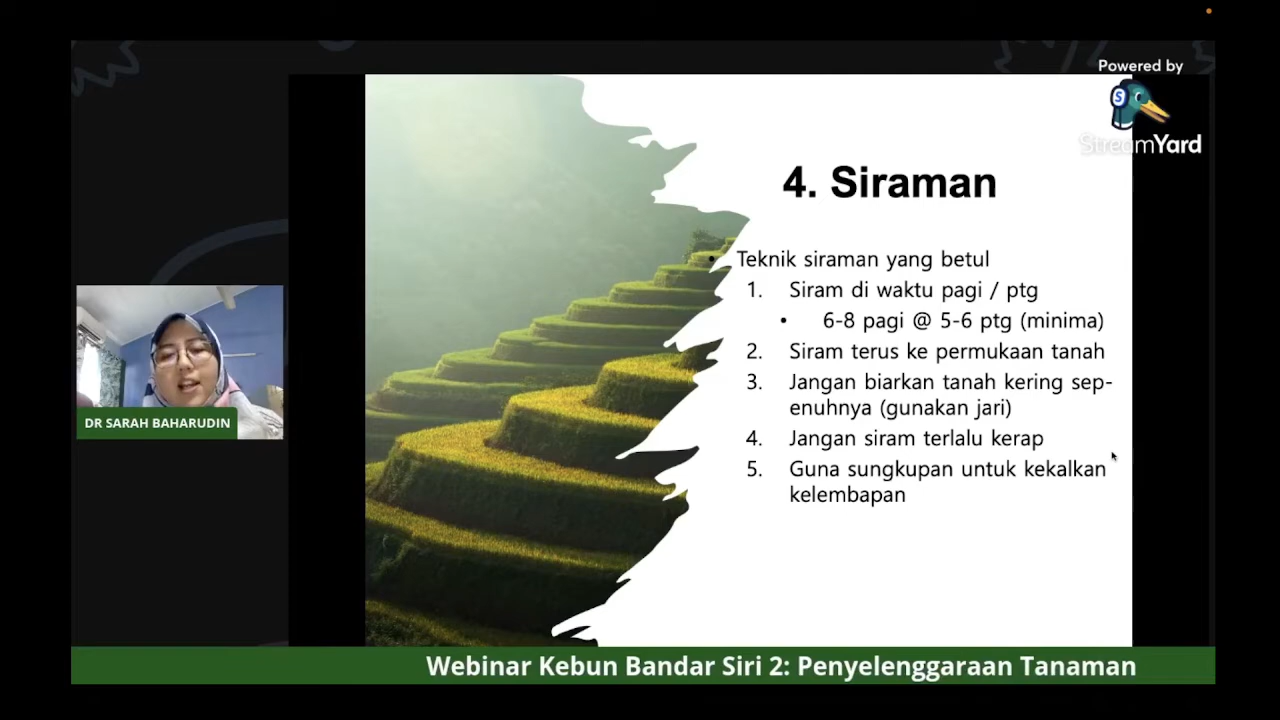 Powered by
S
StreamYard
4. Siraman
• Teknik siraman yang betul
1. Siram di waktu pagi / ptg
• 6-8 pagi @ 5-6 ptg (minima)
2. Siram terus ke permukaan tanah
3. Jangan biarkan tanah kering sep-
enuhnya (gunakan jari)
4. Jangan siram terlalu kerap
5. Guna sungkupan untuk kekalkan
kelembapan
DR SARAH BAHARUDIN
Webinar Kebun Bandar Siri 2: Penyelenggaraan Tanaman